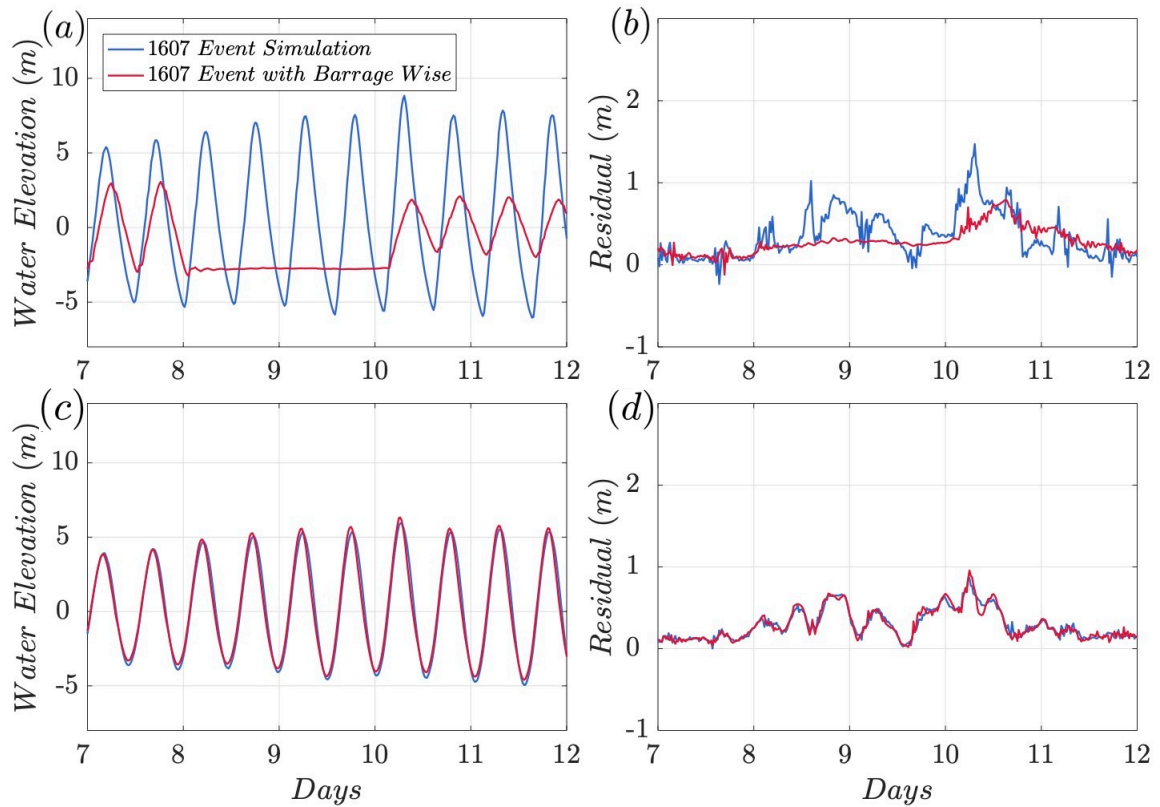 (a)
Water Elevation (m)
10
5
0
-5
1607 Event Simulation
1607 Event with Barrage Wise
7 8 9 10 11 12
(b)
Residual (m)
2
1
0
-1
7 8 9 10 11 12
(c)
Water Elevation (m)
10
5
0
-5
7 8 9 10 11 12
Days
(d)
Residual (m)
2
1
0
-1
7 8 9 10 11 12
Days